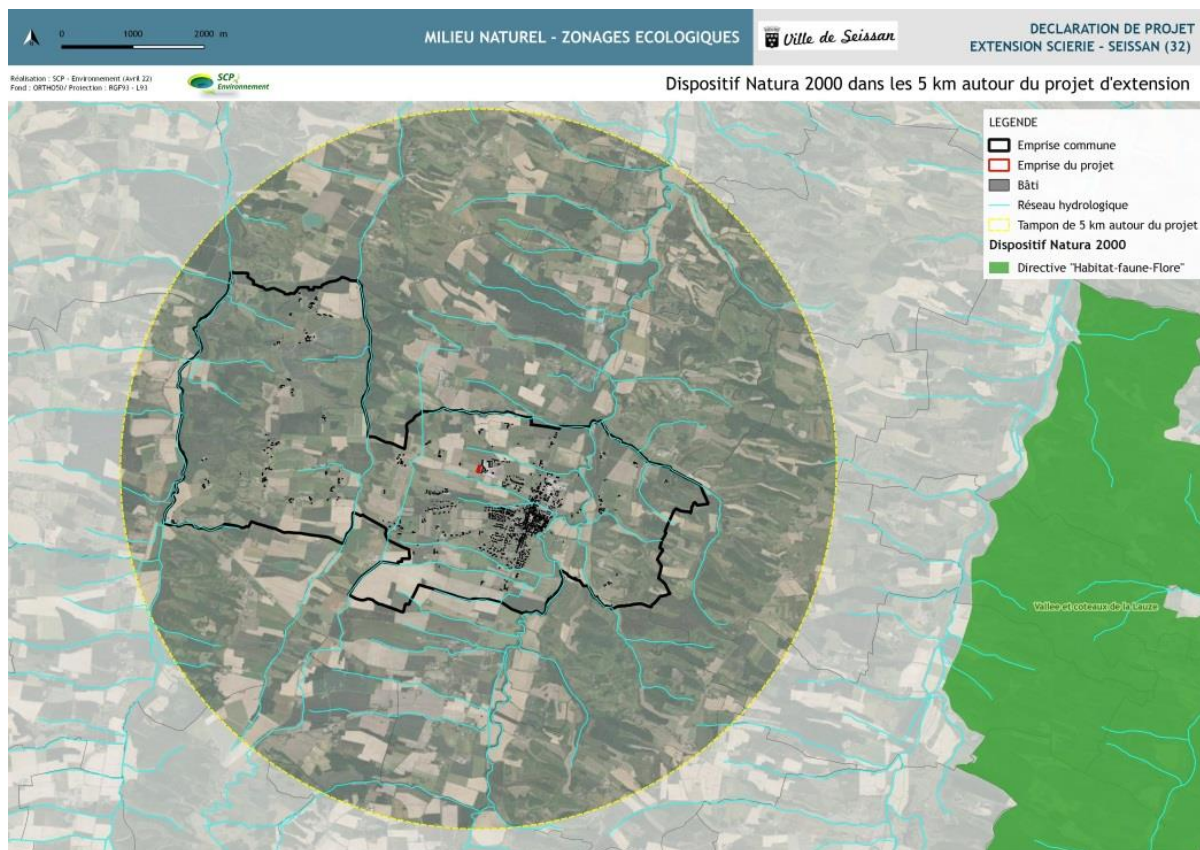 0 1000 2000 m
MILIEU NATUREL - ZONAGES ECOLOGIQUES
Ville de Seissan
DECLARATION DE PROJET
EXTENSION SCIERIE - SEISSAN (32)
Réalisation : SCP - Environnement (Avril 22)
Fond : ORTHO50/ Projection : RGF93 - L93
SCP
Environnement
Dispositif Natura 2000 dans les 5 km autour du projet d'extension
LEGENDE
Emprise commune
Emprise du projet
Bâti
Réseau hydrologique
Tampon de 5 km autour du projet
Dispositif Natura 2000
Directive "Habitat-faune-Flore"
Vallee et coteaux de la Lauze